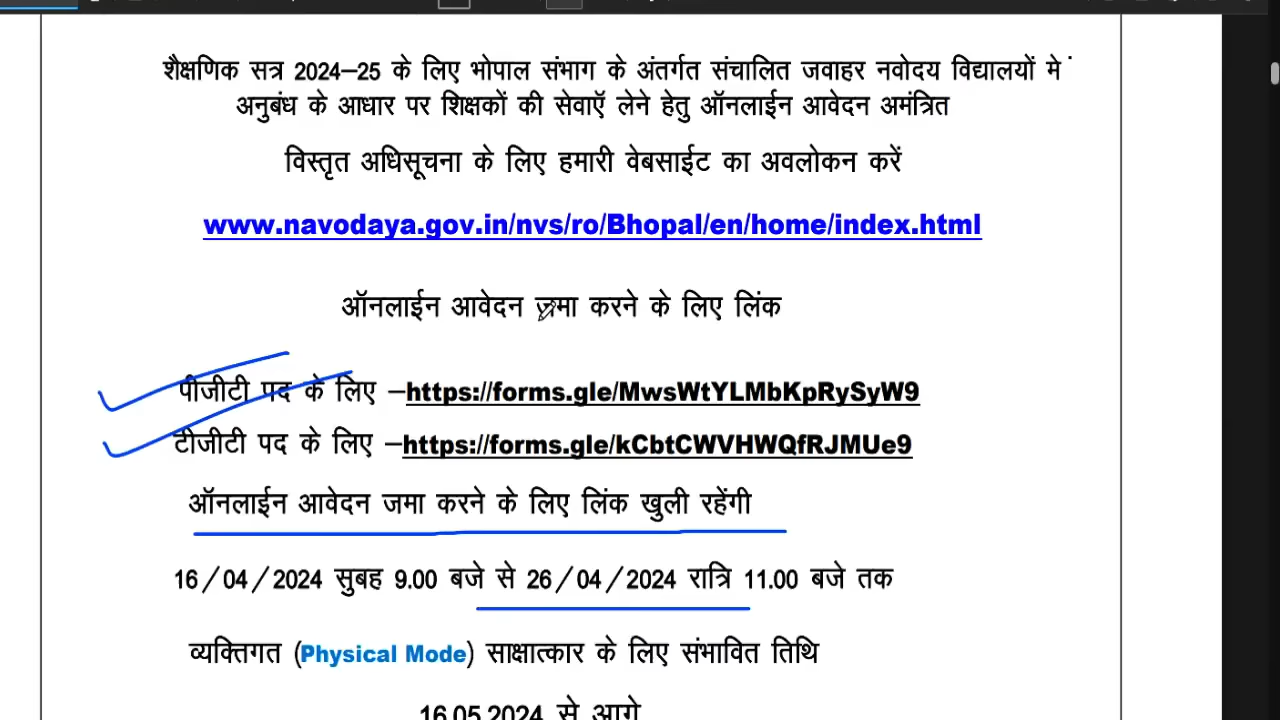 शैक्षणिक सत्र 2024–25 के लिए भोपाल संभाग के अंतर्गत संचालित जवाहर नवोदय विद्यालयों मे
अनुबंध के आधार पर शिक्षकों की सेवाऍ लेने हेतु ऑनलाईन आवेदन अमंत्रित
विस्तृत अधिसूचना के लिए हमारी वेबसाईट का अवलोकन करें
www.navodaya.gov.in/nvs/ro/Bhopal/en/home/index.html
ऑनलाईन आवेदन जमा करने के लिए लिंक
पीजीटी पद के लिए –https://forms.gle/MwsWtYLMbKpRySyW9
टीजीटी पद के लिए –https://forms.gle/kCbtCWVHWQfRJMUe9
ऑनलाईन आवेदन जमा करने के लिए लिंक खुली रहेंगी
16/04/2024 सुबह 9.00 बजे से 26/04/2024 रात्रि 11.00 बजे तक
व्यक्तिगत (Physical Mode) साक्षात्कार के लिए संभावित तिथि
16.05.2024 से आगे